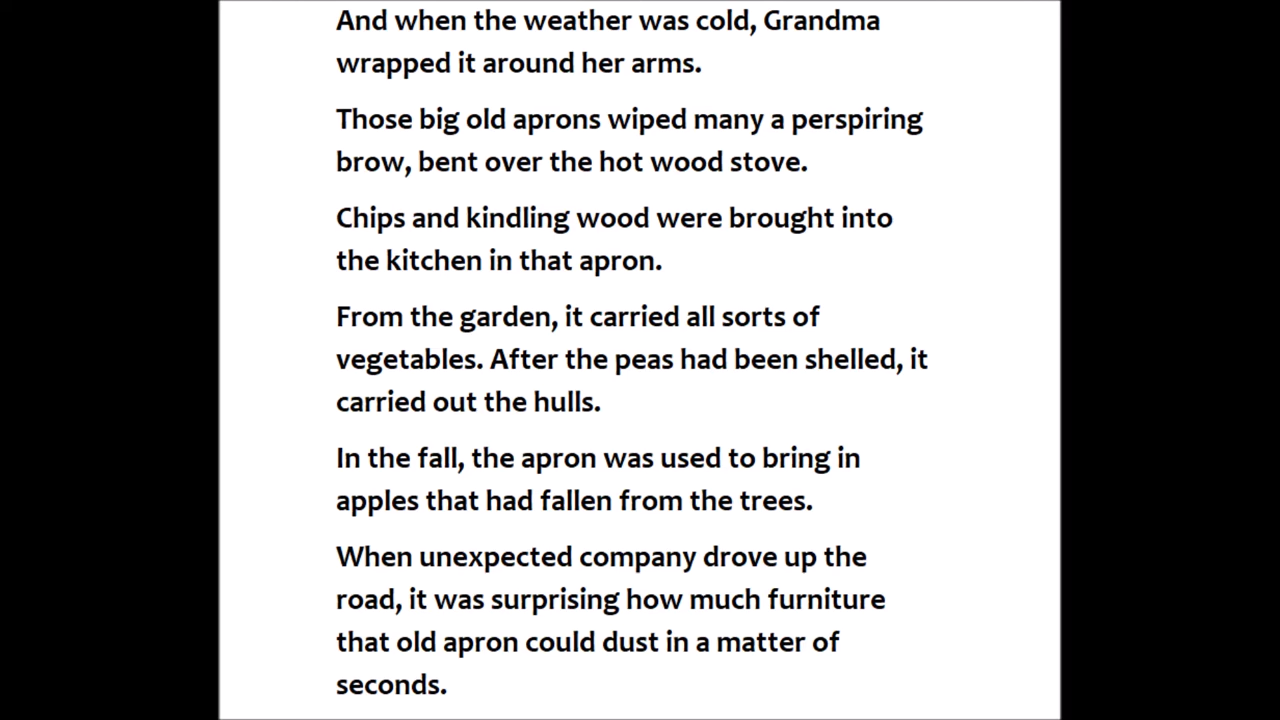 And when the weather was cold, Grandma
wrapped it around her arms.
Those big old aprons wiped many a perspiring
brow, bent over the hot wood stove.
Chips and kindling wood were brought into
the kitchen in that apron.
From the garden, it carried all sorts of
vegetables. After the peas had been shelled, it
carried out the hulls.
In the fall, the apron was used to bring in
apples that had fallen from the trees.
When unexpected company drove up the
road, it was surprising how much furniture
that old apron could dust in a matter of
seconds.